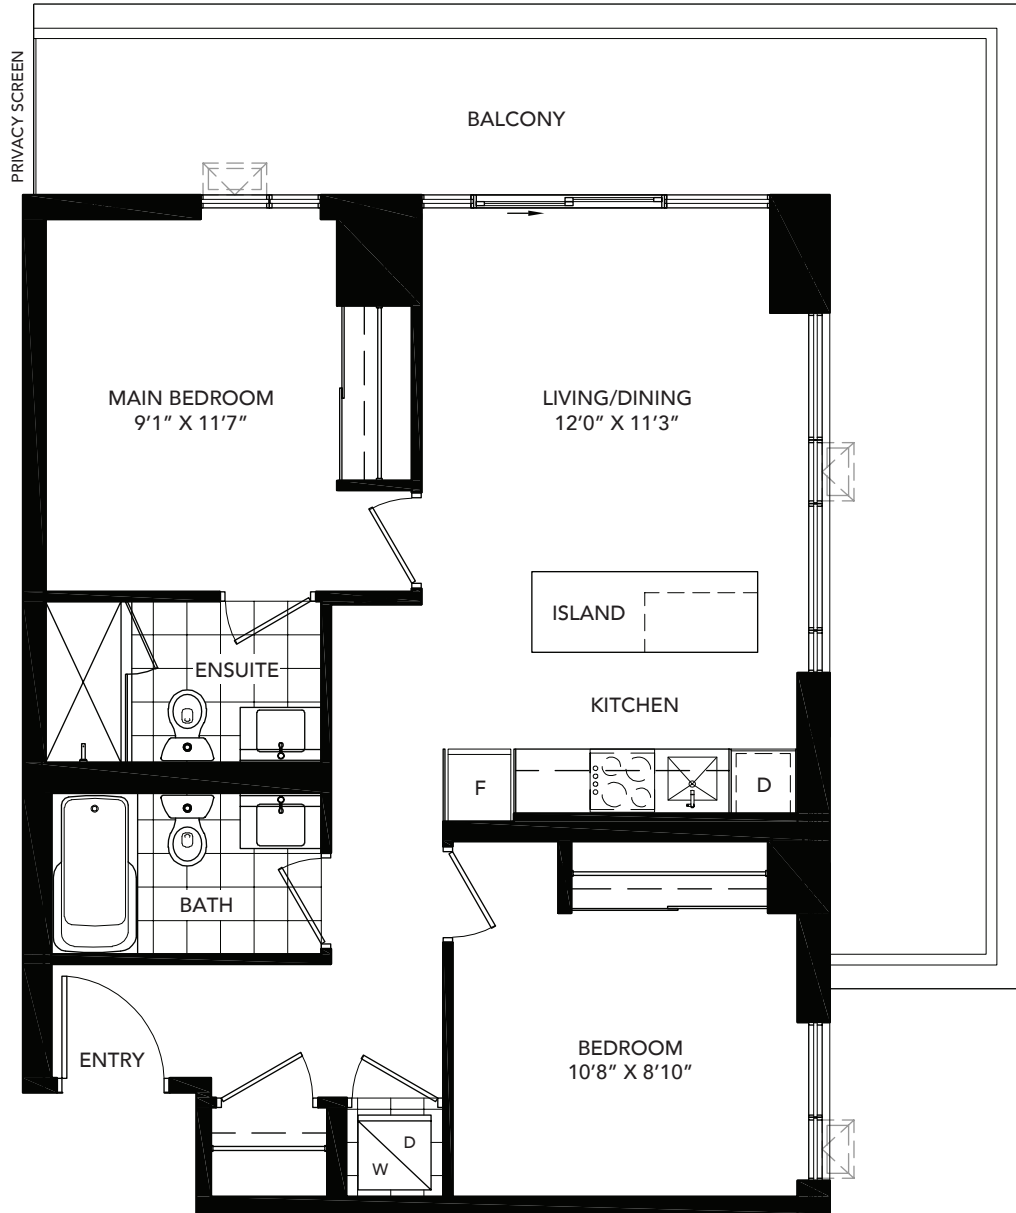 PRIVACY SCREEN
BALCONY
MAIN BEDROOM
9’1” X 11’7”
LIVING/DINING
12’0” X 11’3”
ISLAND
ENSUITE
KITCHEN
F
D
BATH
ENTRY
BEDROOM
10’8” X 8’10”
D
W